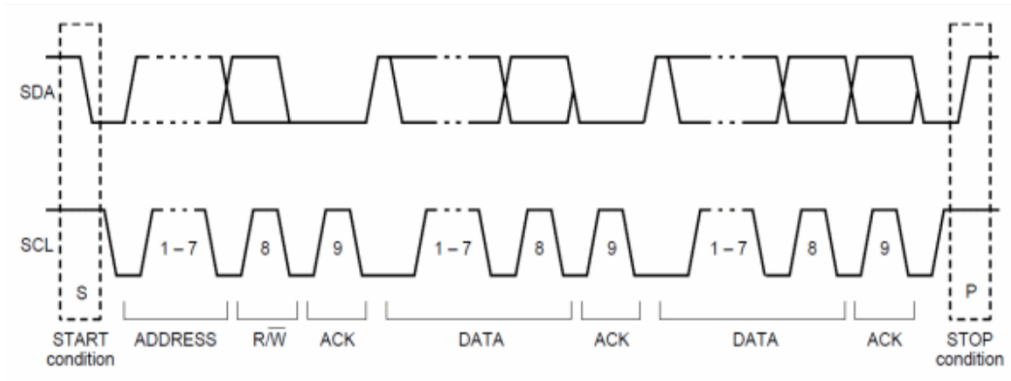 SDA
SCL
1 – 7
8
9
1 – 7
8
9
1 – 7
8
9
S
P
START
condition
ADDRESS
R/W̅
ACK
DATA
ACK
DATA
ACK
STOP
condition